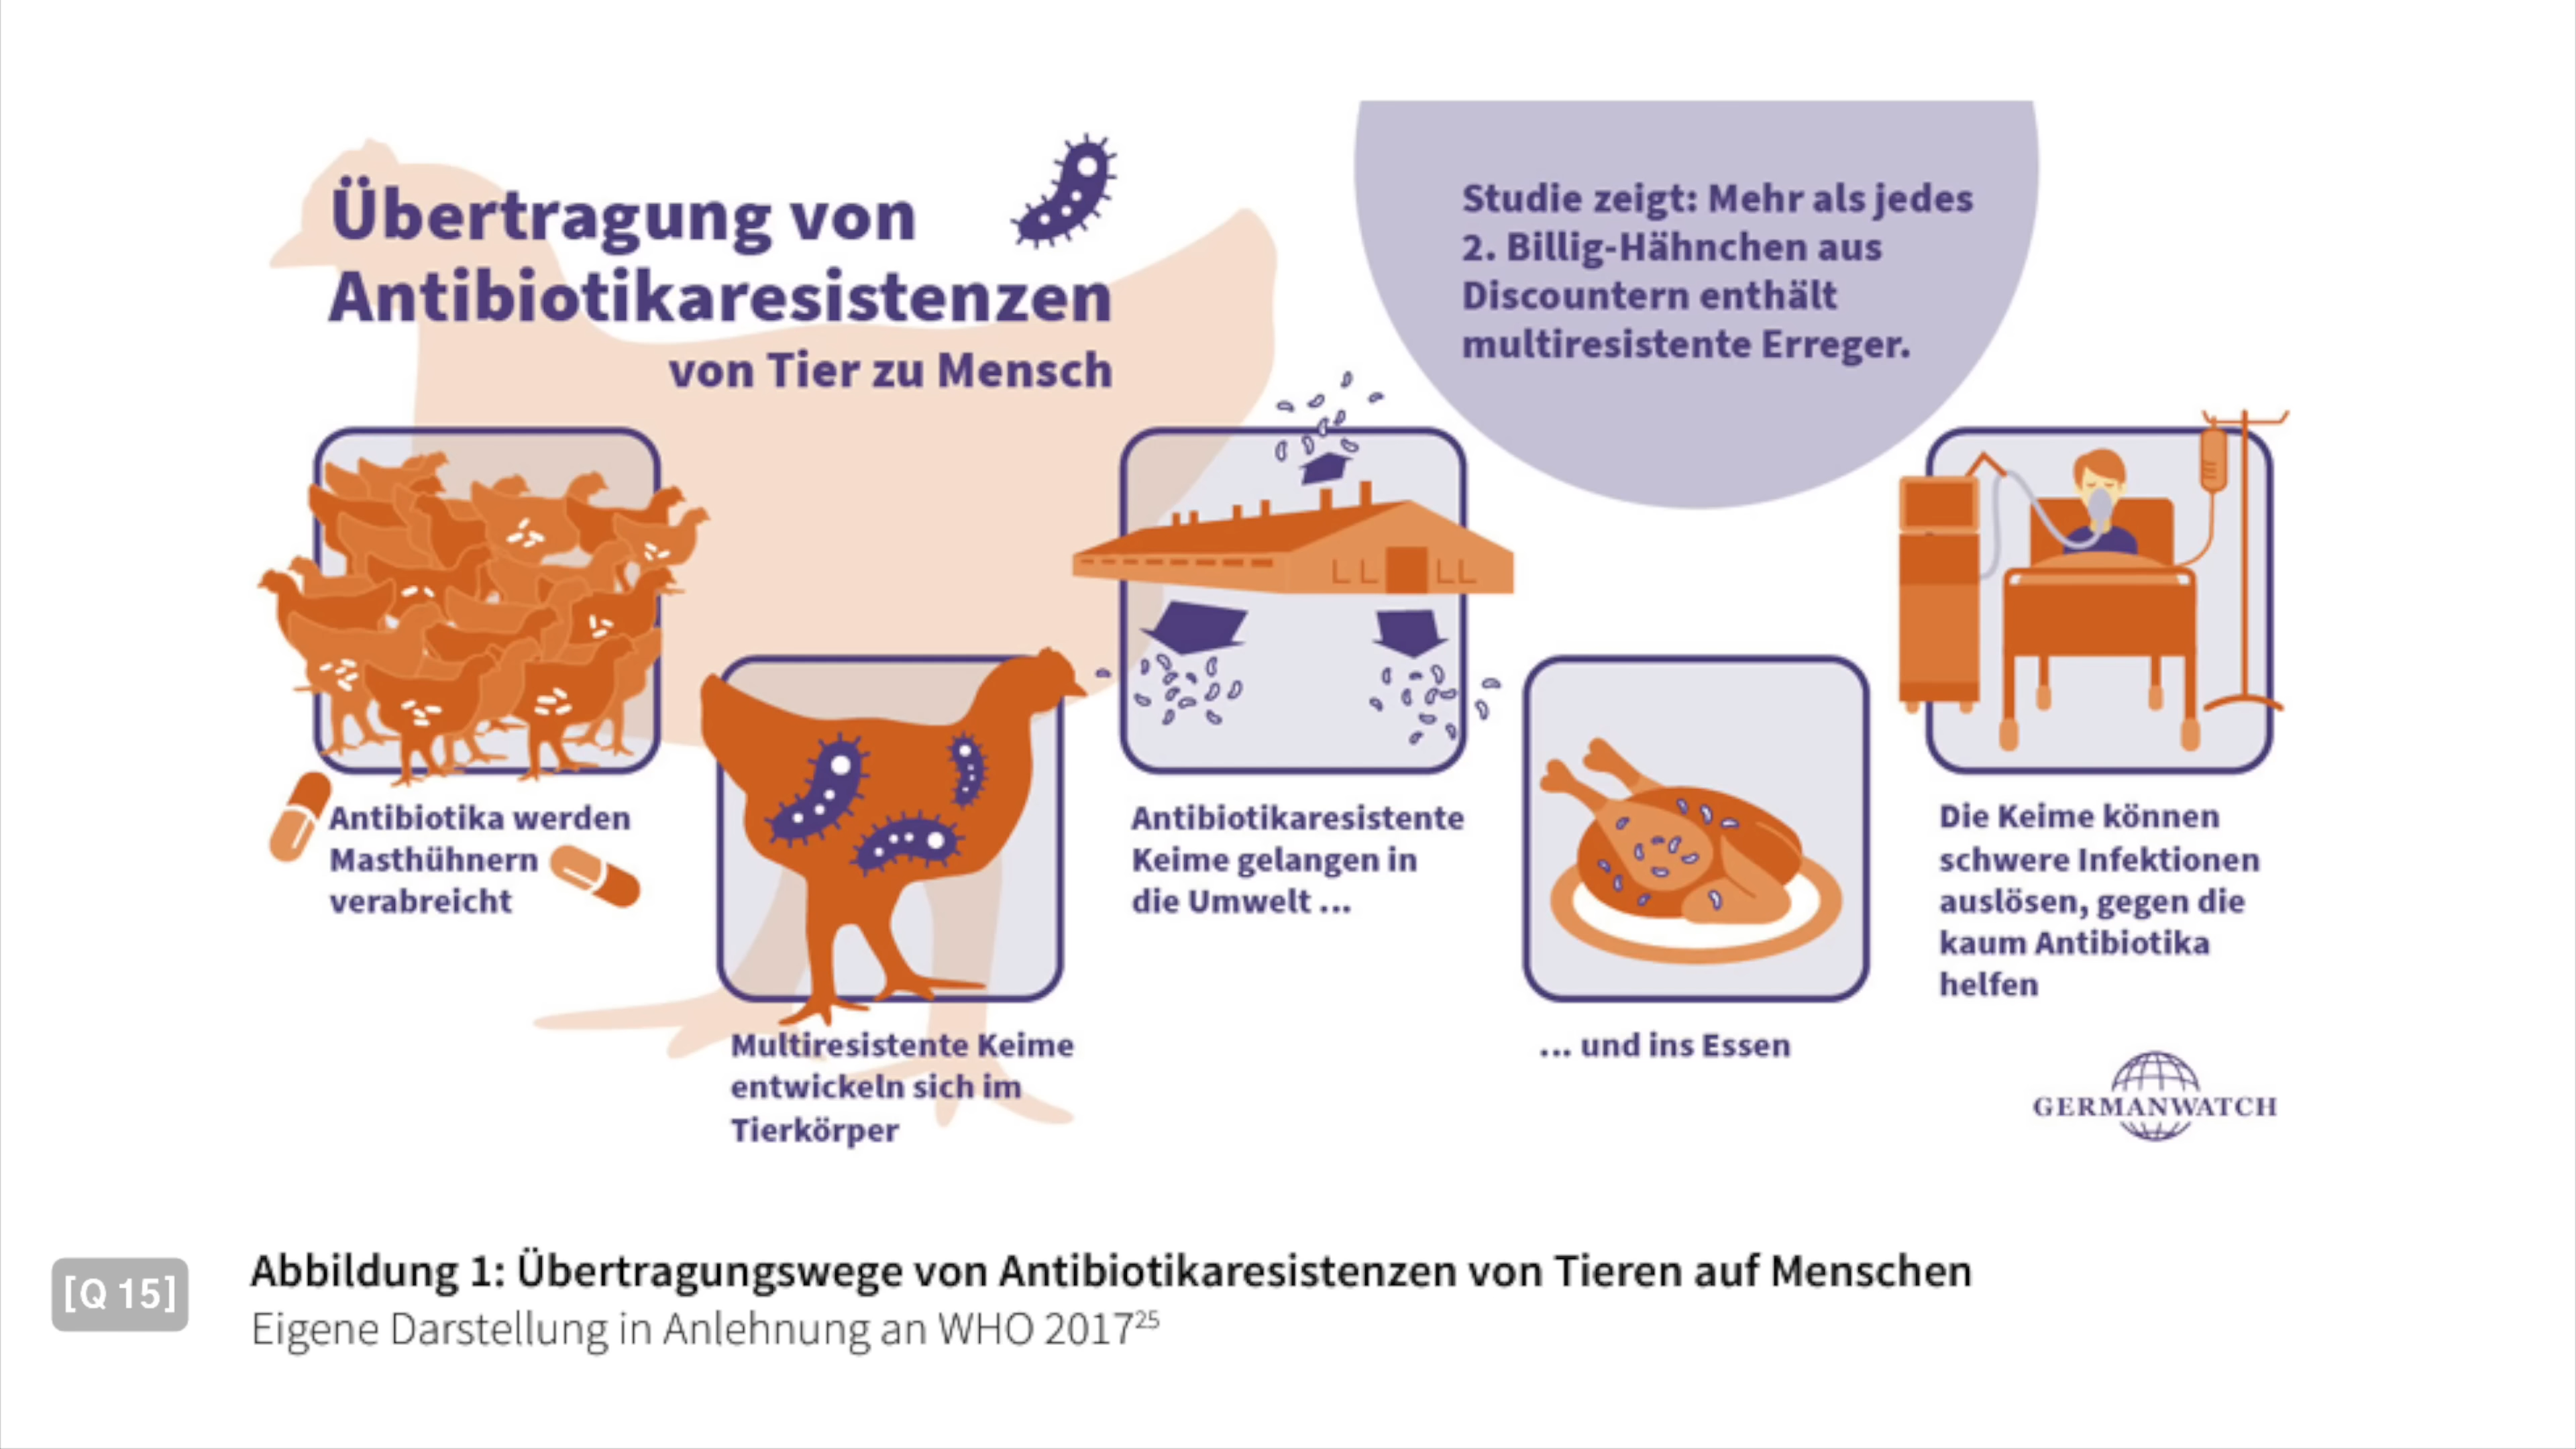 Übertragung von
Antibiotikaresistenzen
von Tier zu Mensch
Studie zeigt: Mehr als jedes
2. Billig-Hähnchen aus
Discountern enthält
multiresistente Erreger.
Antibiotika werden
Masthühnern
verabreicht
Multiresistente Keime
entwickeln sich im
Tierkörper
Antibiotikaresistente
Keime gelangen in
die Umwelt ...
... und ins Essen
Die Keime können
schwere Infektionen
auslösen, gegen die
kaum Antibiotika
helfen
GERMANWATCH
[Q 15]
Abbildung 1: Übertragungswege von Antibiotikaresistenzen von Tieren auf Menschen
Eigene Darstellung in Anlehnung an WHO 2017²⁵